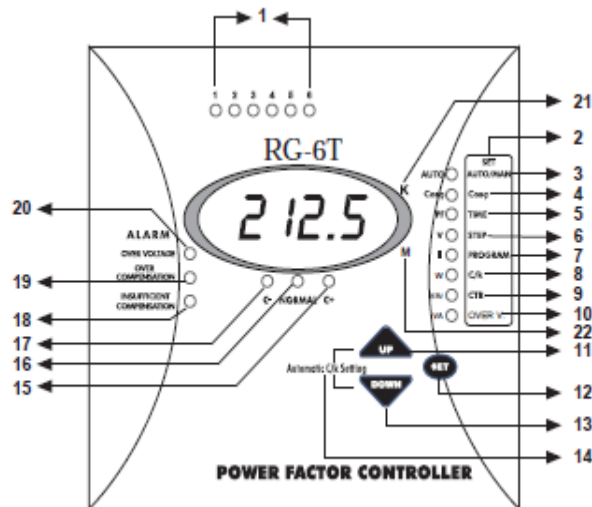 1
1 2 3 4 5 6
RG-6T
21
2
SET
AUTO AUTO/MAN 3
K
Cosφ Cosφ 4
TIME 5
V STEP 6
PROGRAM 7
W C/k 8
CTR 9
VA OVER V 10
M
22
212.5
20
ALARM
OVER VOLTAGE
19
OVER
COMPENSATION
18
INSUFFICIENT
COMPENSATION
C- NORMAL C+
17
16
15
UP
11
Automatic C/k Setting
SET
12
DOWN
13
14
POWER FACTOR CONTROLLER